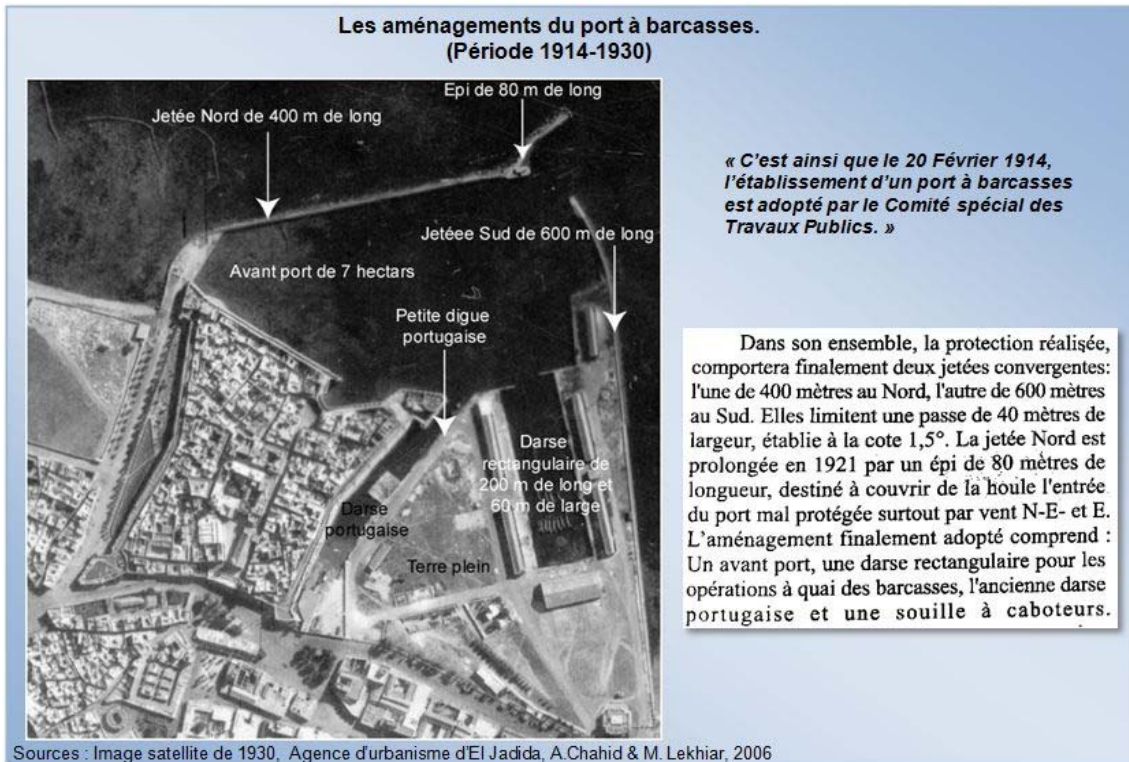 Les aménagements du port à barcasses.
(Période 1914-1930)
Epi de 80 m de long
Jetée Nord de 400 m de long
Jetéee Sud de 600 m de long
Avant port de 7 hectars
Petite digue
portugaise
Darse
rectangulaire de
200 m de long et
60 m de large
Darse
portugaise
Terre plein
« C'est ainsi que le 20 Février 1914,
l'établissement d'un port à barcasses
est adopté par le Comité spécial des
Travaux Publics. »
Dans son ensemble, la protection réalisée,
comportera finalement deux jetées convergentes:
l'une de 400 mètres au Nord, l'autre de 600 mètres
au Sud. Elles limitent une passe de 40 mètres de
largeur, établie à la cote 1,5°. La jetée Nord est
prolongée en 1921 par un épi de 80 mètres de
longueur, destiné à couvrir de la houle l'entrée
du port mal protégée surtout par vent N-E- et E.
L'aménagement finalement adopté comprend :
Un avant port, une darse rectangulaire pour les
opérations à quai des barcasses, l'ancienne darse
portugaise et une souille à caboteurs.
Sources : Image satellite de 1930, Agence d'urbanisme d'El Jadida, A.Chahid & M. Lekhiar, 2006